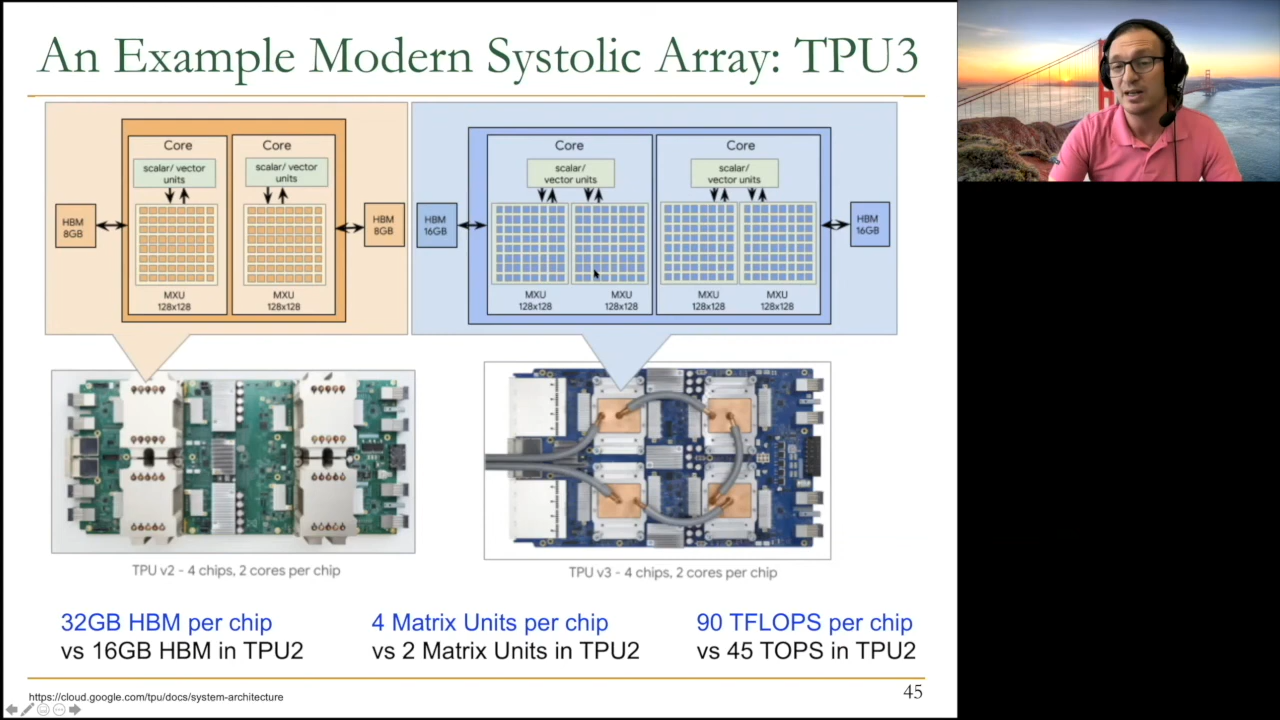 An Example Modern Systolic Array: TPU3
Core
scalar/ vector
units
HBM
8GB
MXU
128x128
Core
scalar/ vector
units
HBM
8GB
MXU
128x128
HBM
16GB
Core
scalar/
vector units
MXU
128x128
MXU
128x128
Core
scalar/
vector units
MXU
128x128
MXU
128x128
HBM
16GB
TPU v2 - 4 chips, 2 cores per chip
TPU v3 - 4 chips, 2 cores per chip
32GB HBM per chip
vs 16GB HBM in TPU2
4 Matrix Units per chip
vs 2 Matrix Units in TPU2
90 TFLOPS per chip
vs 45 TOPS in TPU2
https://cloud.google.com/tpu/docs/system-architecture
45